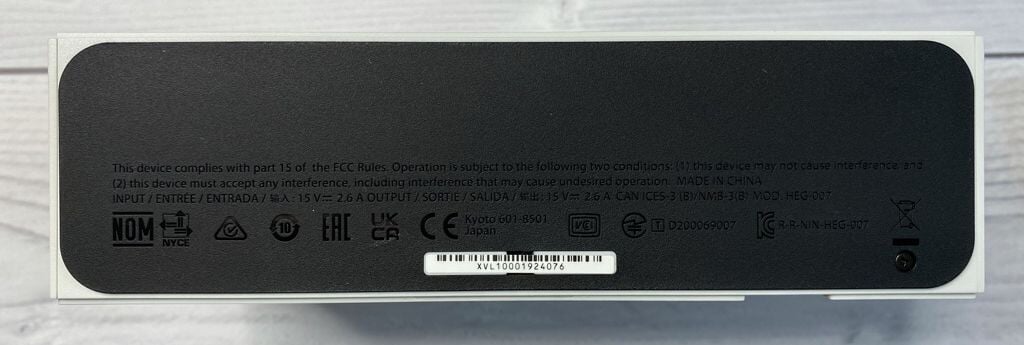 This device complies with part 15 of the FCC Rules. Operation is subject to the following two conditions: (1) this device may not cause interference, and
(2) this device must accept any interference, including interference that may cause undesired operation. MADE IN CHINA
INPUT / ENTRÉE / ENTRADA / 输入: 15 V⎓ 2.6 A OUTPUT / SORTIE / SALIDA / 输出: 15 V⎓ 2.6 A CAN ICES-3 (B)/NMB-3(B) MOD. HEG-007
NOM NYCE 10 EAC UK CA CE Kyoto 601-8501 Japan VCI T D200069007 R-R-NIN-HEG-007
XVL10001924076